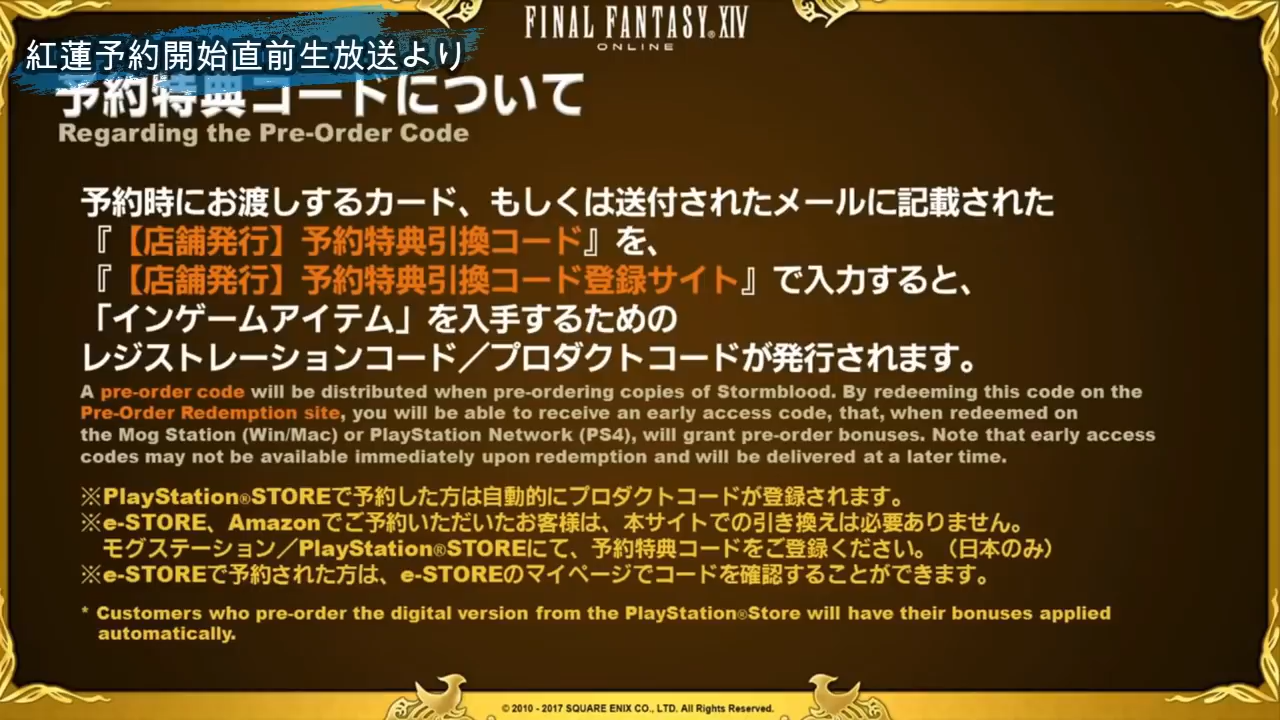 FINAL FANTASY® XIV
ONLINE
紅蓮予約開始直前生放送より
予約特典コードについて
Regarding the Pre-Order Code
予約時にお渡しするカード、もしくは送付されたメールに記載された
『【店舗発行】予約特典引換コード』を、
『【店舗発行】予約特典引換コード登録サイト』で入力すると、
「インゲームアイテム」を入手するための
レジストレーションコード／プロダクトコードが発行されます。
A pre-order code will be distributed when pre-ordering copies of Stormblood. By redeeming this code on the
Pre-Order Redemption site, you will be able to receive an early access code, that, when redeemed on
the Mog Station (Win/Mac) or PlayStation Network (PS4), will grant pre-order bonuses. Note that early access
codes may not be available immediately upon redemption and will be delivered at a later time.
※PlayStation®STOREで予約した方は自動的にプロダクトコードが登録されます。
※e-STORE、Amazonでご予約いただいたお客様は、本サイトでの引き換えは必要ありません。
モグステーション／PlayStation®STOREにて、予約特典コードをご登録ください。（日本のみ）
※e-STOREで予約された方は、e-STOREのマイページでコードを確認することができます。
* Customers who pre-order the digital version from the PlayStation®Store will have their bonuses applied
automatically.
© 2010 - 2017 SQUARE ENIX CO., LTD. All Rights Reserved.